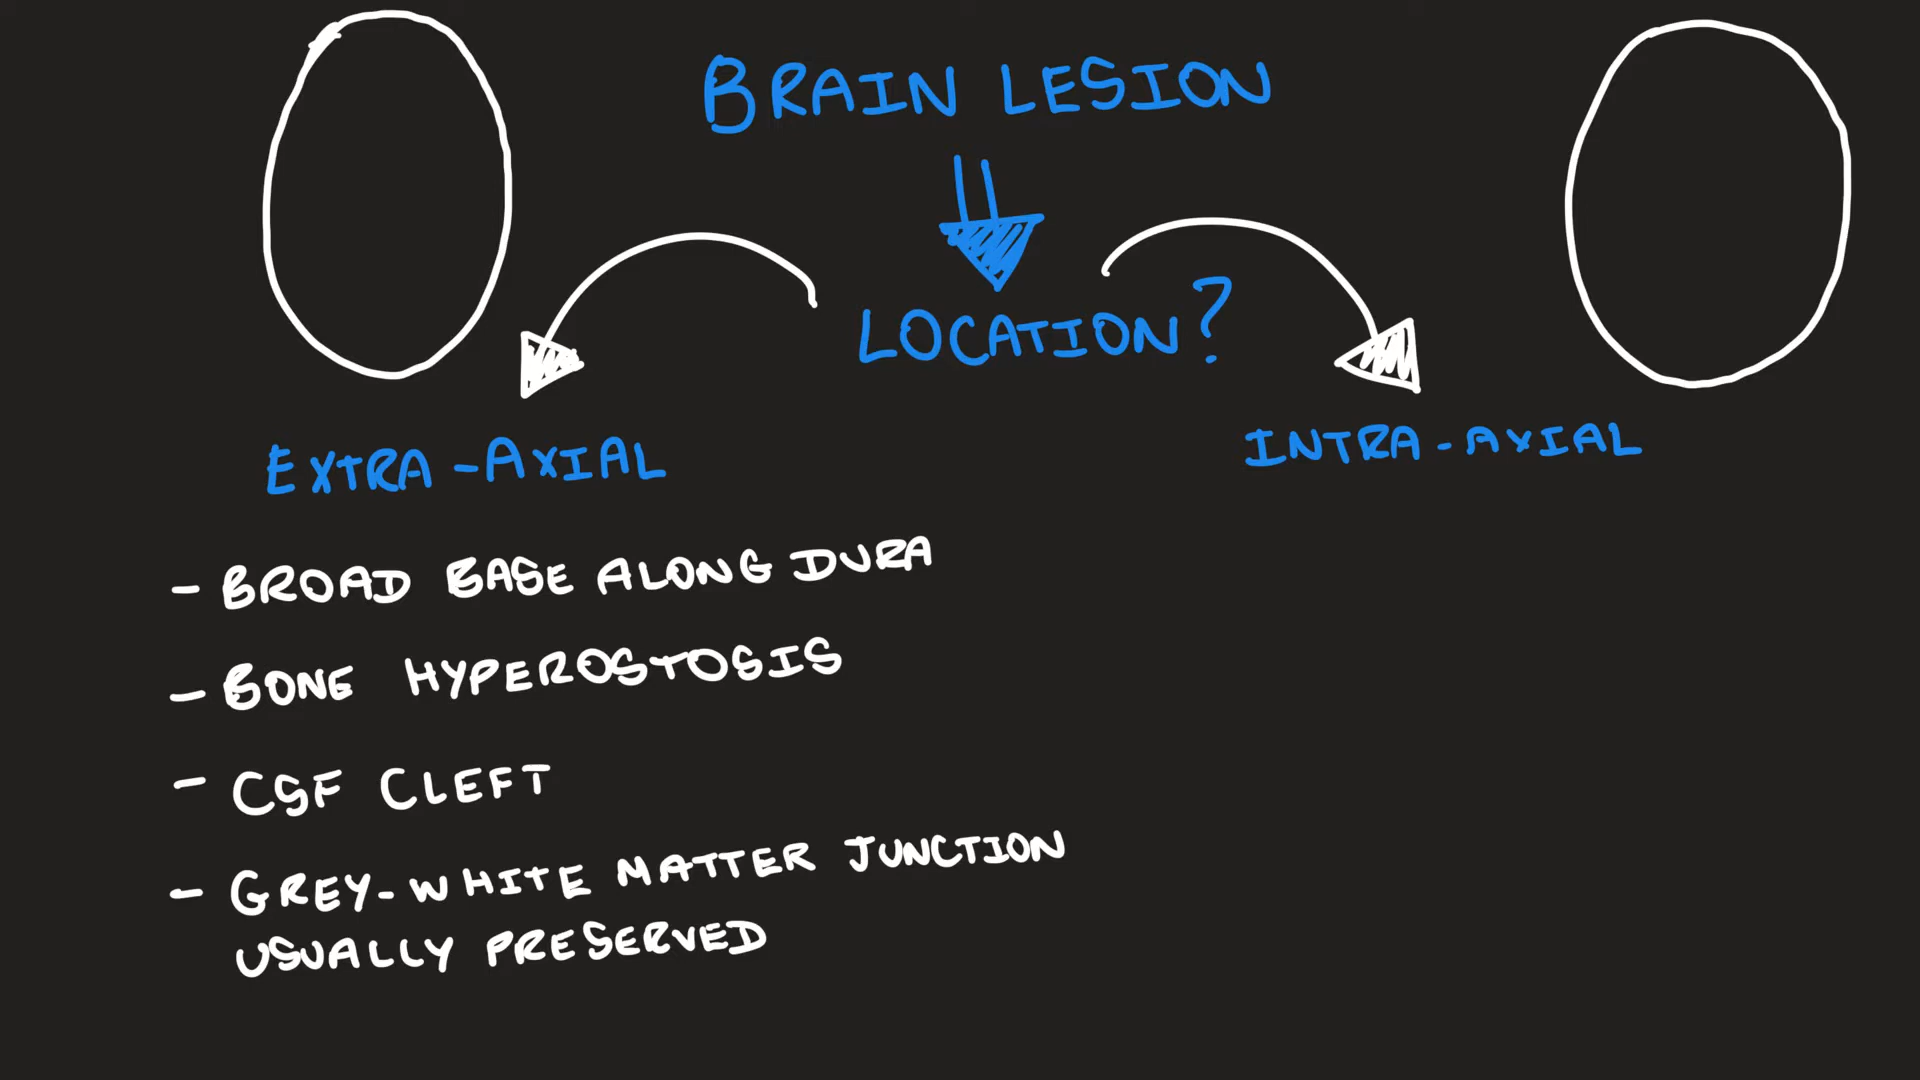 BRAIN LESION
LOCATION?
EXTRA-AXIAL
INTRA-AXIAL
- BROAD BASE ALONG DURA
- BONE HYPEROSTOSIS
- CSF CLEFT
- GREY-WHITE MATTER JUNCTION
USUALLY PRESERVED